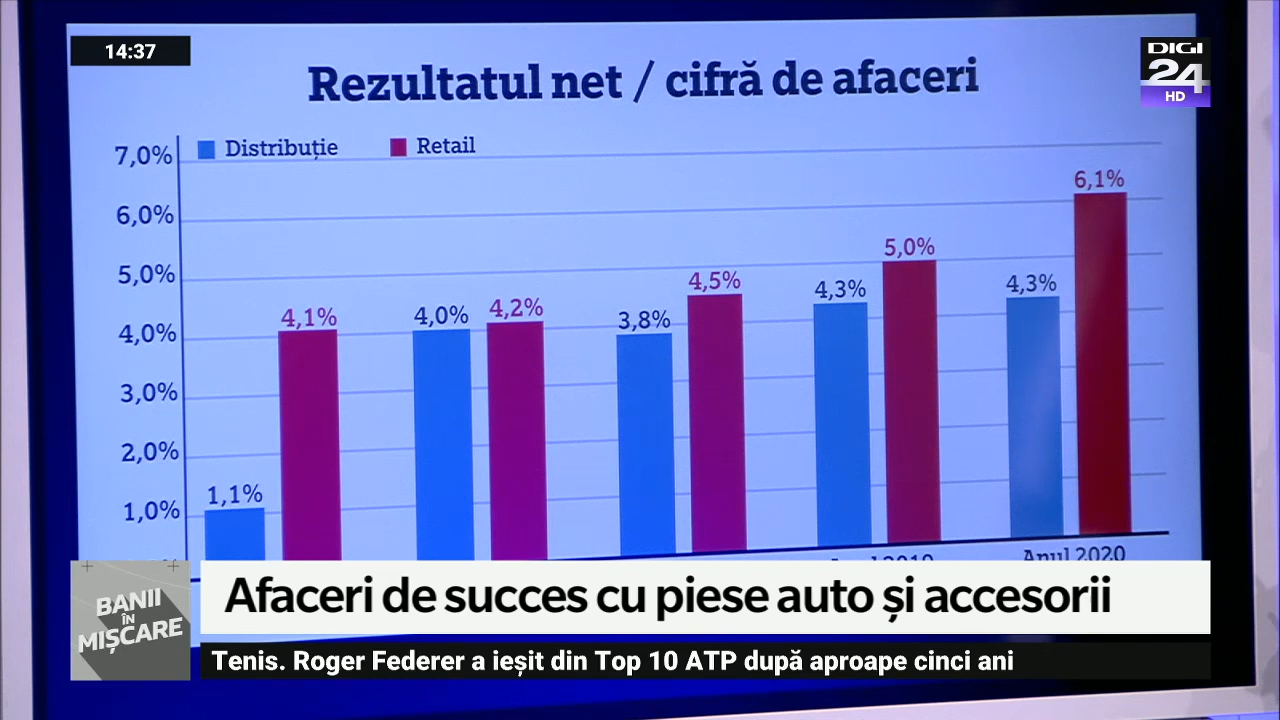 14:37
DIGI
24
HD
Rezultatul net / cifră de afaceri
Distribuție
Retail
7,0%
6,0%
5,0%
4,0%
3,0%
2,0%
1,0%
1,1%
4,1%
4,0%
4,2%
3,8%
4,5%
4,3%
5,0%
4,3%
6,1%
Anul 2020
BANII
ÎN
MIȘCARE
Afaceri de succes cu piese auto și accesorii
Tenis. Roger Federer a ieșit din Top 10 ATP după aproape cinci ani